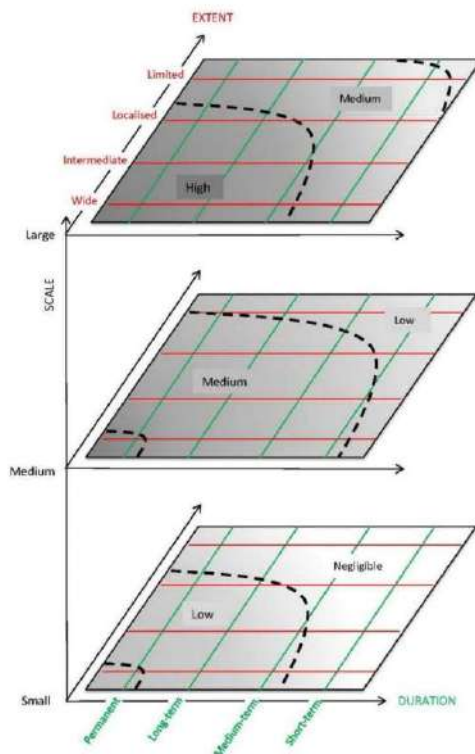 EXTENT
Limited
Medium
Localised
Intermediate
High
Wide
Large
SCALE
Low
Medium
Medium
Negligible
Low
Small
Permanent
Long-term
Medium-term
Short-term
DURATION